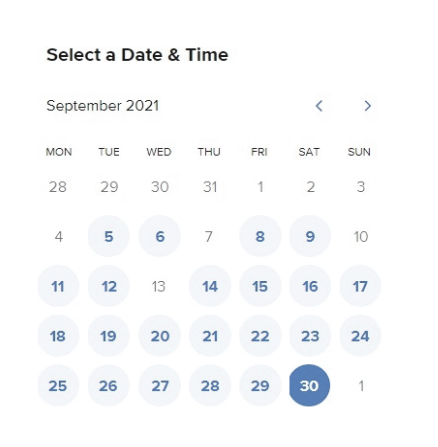 Select a Date & Time
September 2021
MON TUE WED THU FRI SAT SUN
28 29 30 31 1 2 3
4 5 6 7 8 9 10
11 12 13 14 15 16 17
18 19 20 21 22 23 24
25 26 27 28 29 30 1